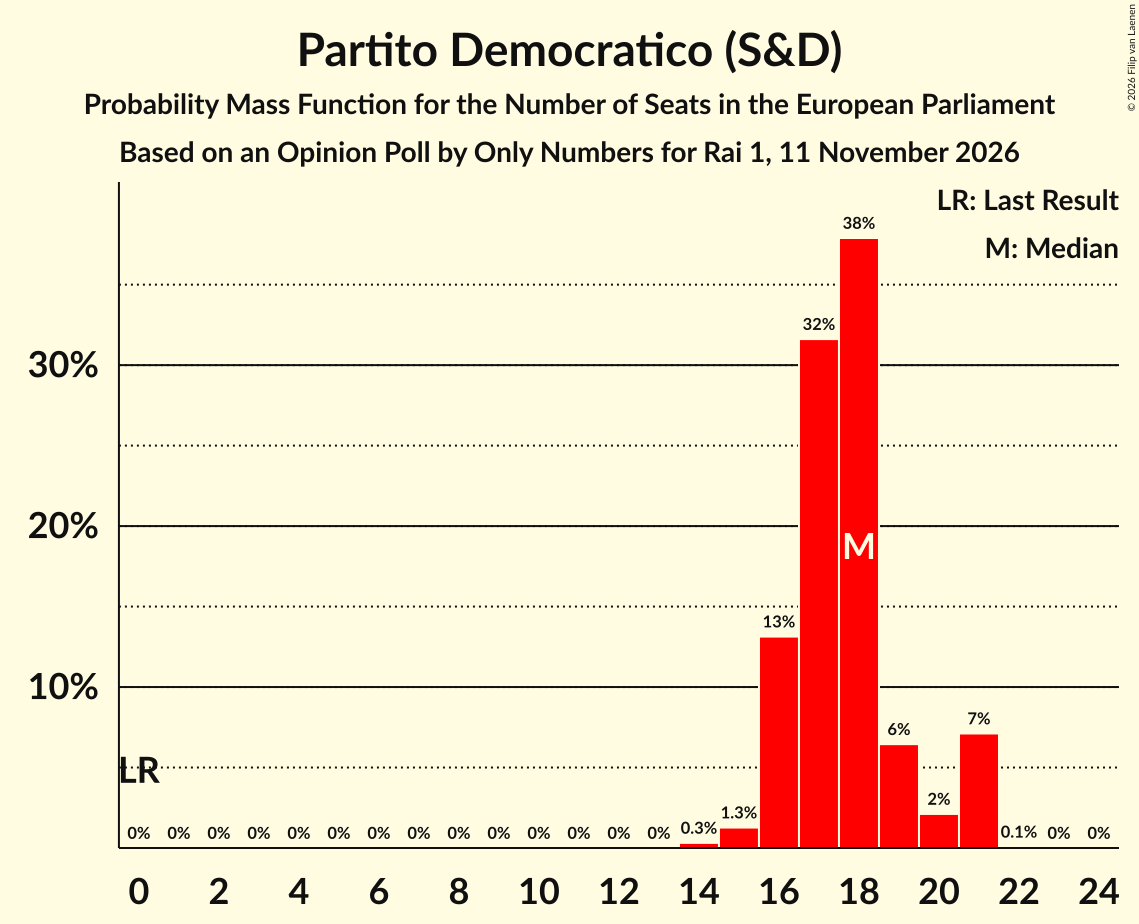 Partito Democratico (S&D)
Probability Mass Function for the Number of Seats in the European Parliament
Based on an Opinion Poll by Only Numbers for Rai 1, 11 November 2026
© 2026 Filip van Laenen
LR: Last Result
M: Median
38%
32%
30%
20%
M
13%
10%
7%
6%
LR
2%
1.3%
0% 0% 0% 0% 0% 0% 0% 0% 0% 0% 0% 0% 0% 0% 0.3% 0.1% 0% 0%
0 2 4 6 8 10 12 14 16 18 20 22 24